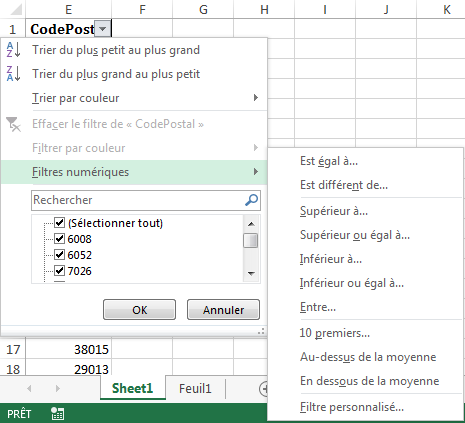 E F G H I J K
1 CodePost
Trier du plus petit au plus grand
Trier du plus grand au plus petit
Trier par couleur
Effacer le filtre de « CodePostal »
Filtrer par couleur
Filtres numériques
Rechercher
(Sélectionner tout)
6008
6052
7026
OK Annuler
Est égal à...
Est différent de...
Supérieur à...
Supérieur ou égal à...
Inférieur à...
Inférieur ou égal à...
Entre...
10 premiers...
Au-dessus de la moyenne
En dessous de la moyenne
Filtre personnalisé...
17 38015
18 29013
Sheet1 Feuil1
PRÊT